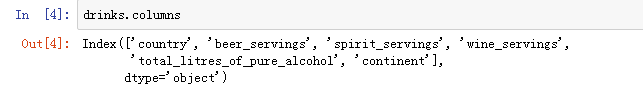 In [4]: drinks.columns
Out[4]: Index(['country', 'beer_servings', 'spirit_servings', 'wine_servings',
'total_litres_of_pure_alcohol', 'continent'],
dtype='object')